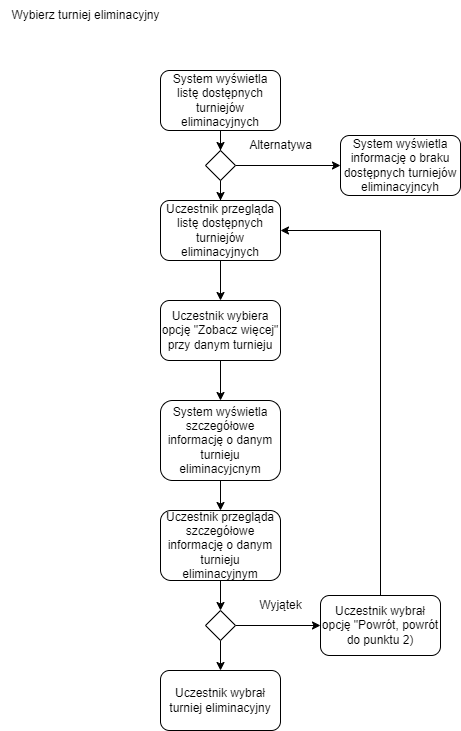 Wybierz turniej eliminacyjny
System wyświetla
listę dostępnych
turniejów
eliminacyjnych
Alternatywa
System wyświetla
informację o braku
dostępnych turniejów
eliminacyjncyh
Uczestnik przegląda
listę dostępnych
turniejów
eliminacyjnych
Uczestnik wybiera
opcję "Zobacz więcej"
przy danym turnieju
System wyświetla
szczegółowe
informację o danym
turnieju
eliminacyjcnym
Uczestnik przegląda
szczegółowe
informację o danym
turnieju
eliminacyjnym
Wyjątek
Uczestnik wybrał
opcję "Powrót, powrót
do punktu 2)
Uczestnik wybrał
turniej eliminacyjny